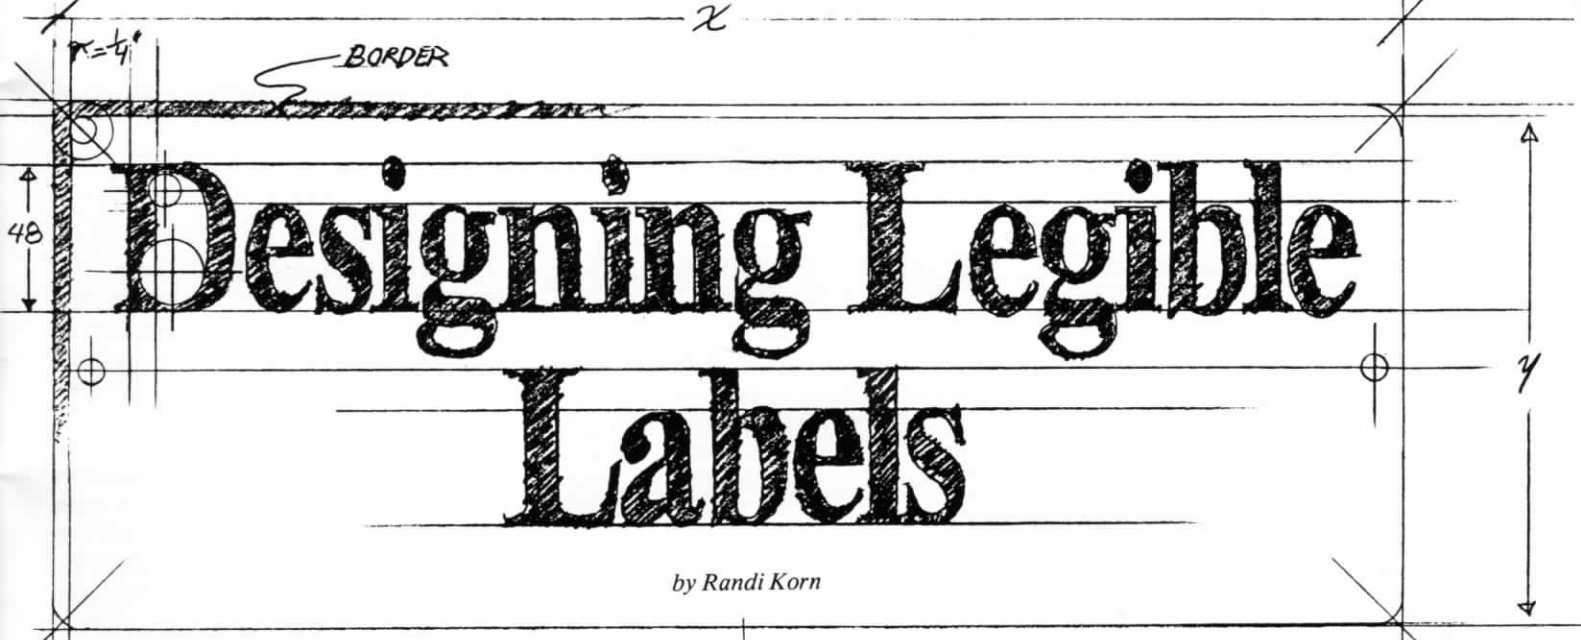 x
r=¼"
BORDER
48
Designing Legible
Labels
y
by Randi Korn